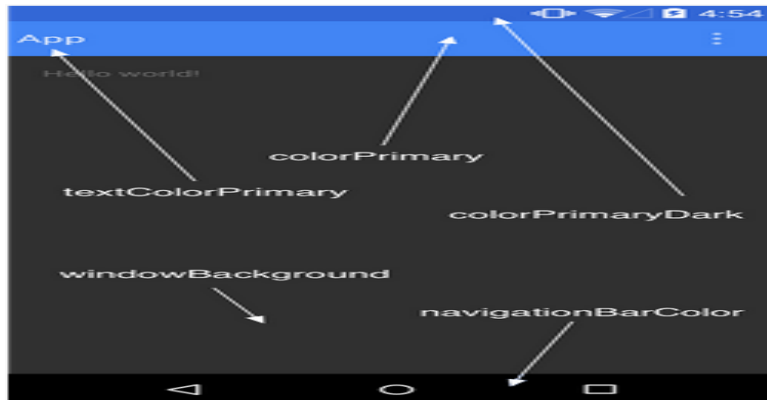 4:54
App
Hello world!
colorPrimary
textColorPrimary
colorPrimaryDark
windowBackground
navigationBarColor